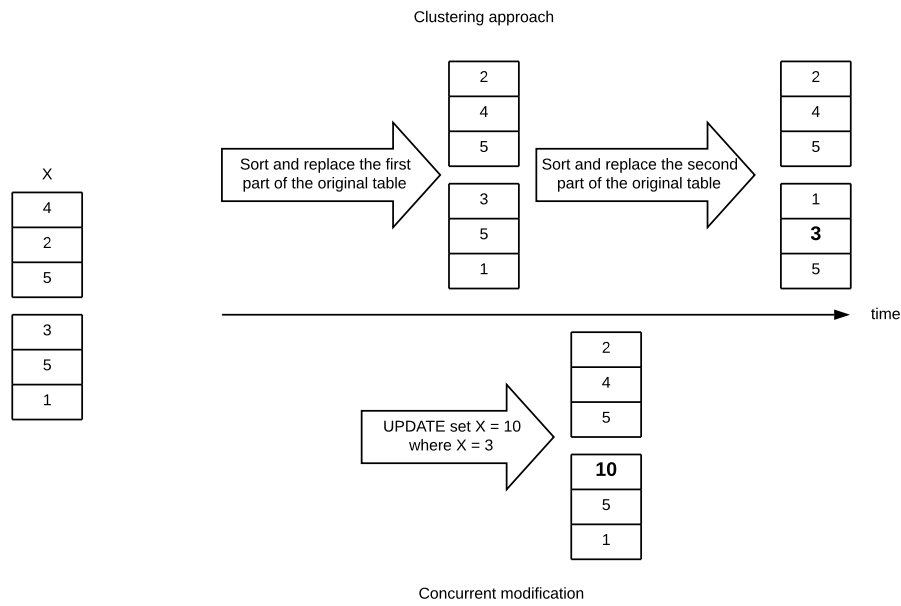 Clustering approach
X
4
2
5
3
5
1
Sort and replace the first
part of the original table
2
4
5
3
5
1
Sort and replace the second
part of the original table
2
4
5
1
3
5
time
UPDATE set X = 10
where X = 3
2
4
5
10
5
1
Concurrent modification